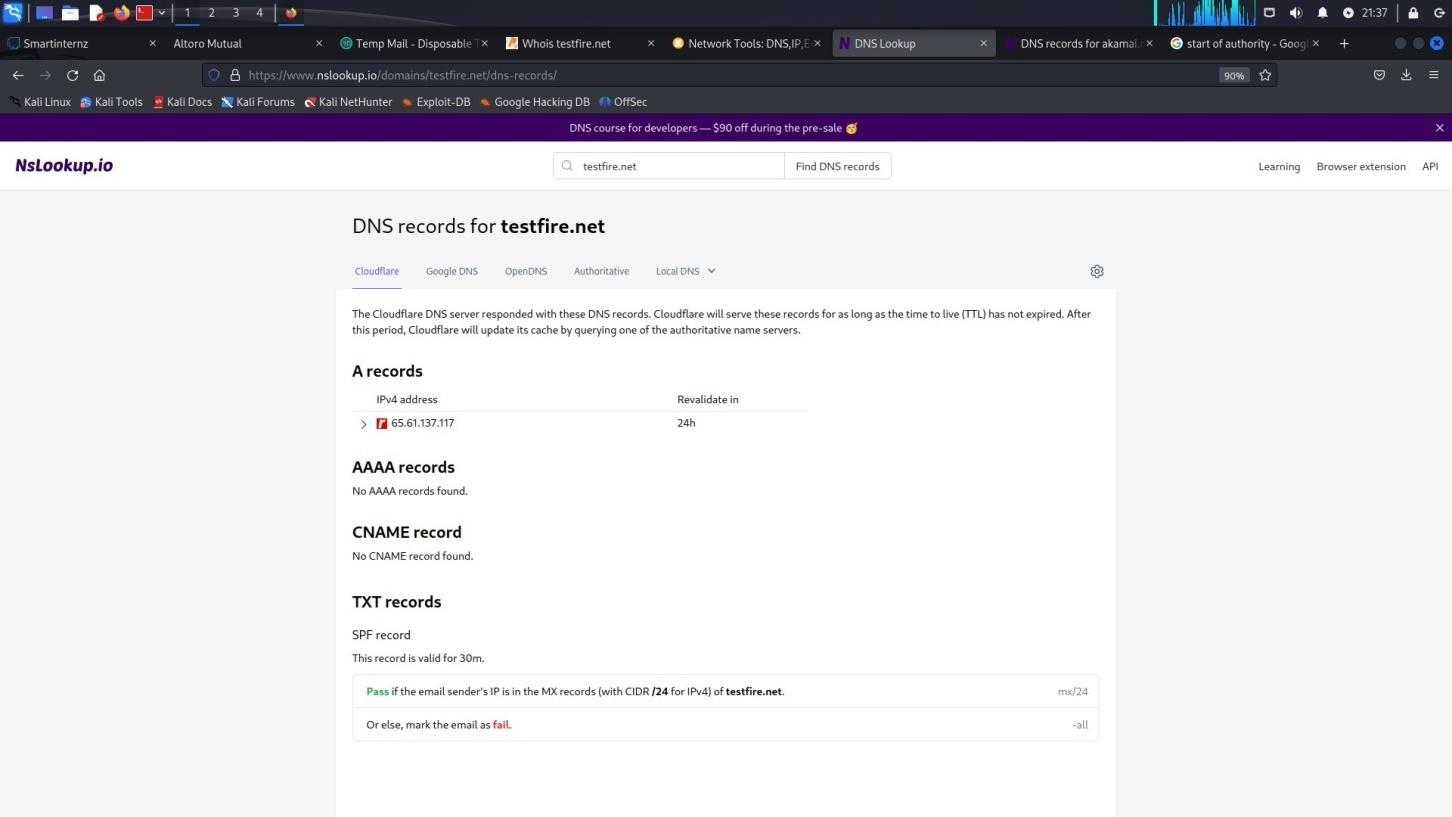 1 2 3 4 21:37
Smartinternz Altoro Mutual Temp Mail - Disposable T Whois testfire.net Network Tools: DNS,IP,E DNS Lookup DNS records for akamai.c start of authority - Googl
https://www.nslookup.io/domains/testfire.net/dns-records/ 90%
Kali Linux Kali Tools Kali Docs Kali Forums Kali NetHunter Exploit-DB Google Hacking DB OffSec
DNS course for developers — $90 off during the pre-sale 🥳
NsLookup.io testfire.net Find DNS records Learning Browser extension API
DNS records for testfire.net
Cloudflare Google DNS OpenDNS Authoritative Local DNS
The Cloudflare DNS server responded with these DNS records. Cloudflare will serve these records for as long as the time to live (TTL) has not expired. After
this period, Cloudflare will update its cache by querying one of the authoritative name servers.
A records
IPv4 address Revalidate in
65.61.137.117 24h
AAAA records
No AAAA records found.
CNAME record
No CNAME record found.
TXT records
SPF record
This record is valid for 30m.
Pass if the email sender's IP is in the MX records (with CIDR /24 for IPv4) of testfire.net. mx/24
Or else, mark the email as fail. -all